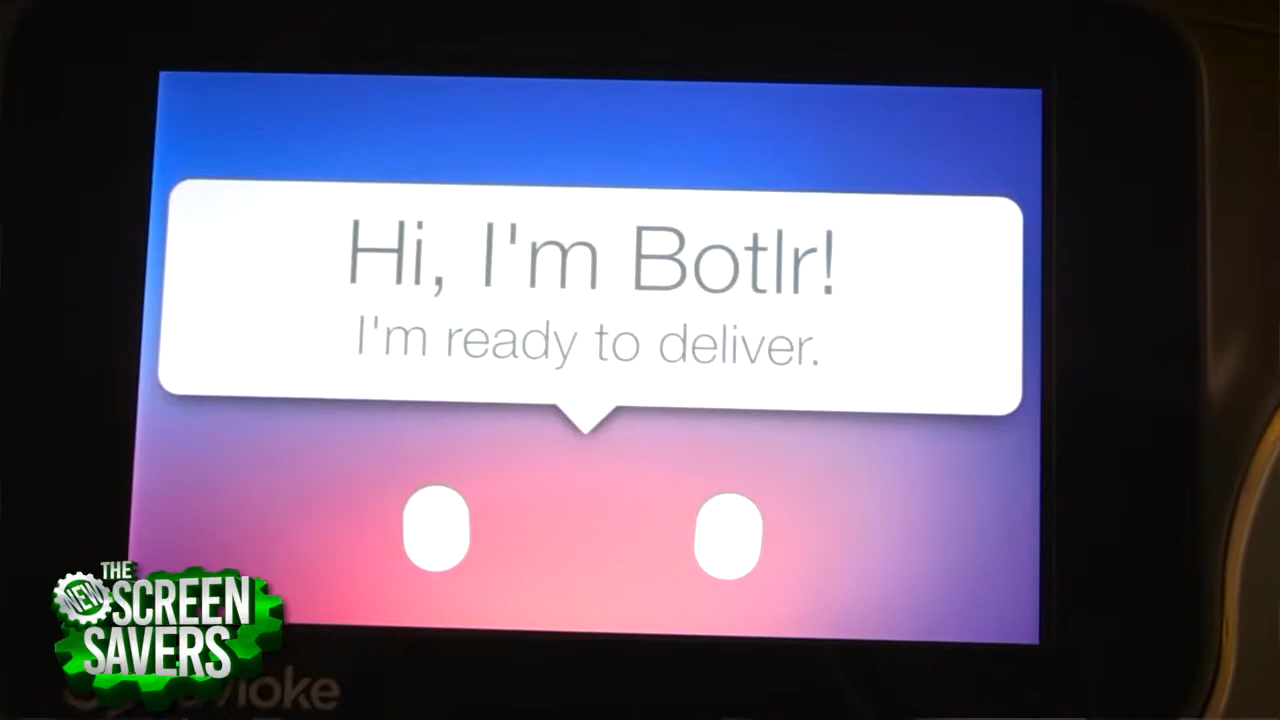 Hi, I'm Botlr!
I'm ready to deliver.
THE
NEW
SCREEN
SAVERS